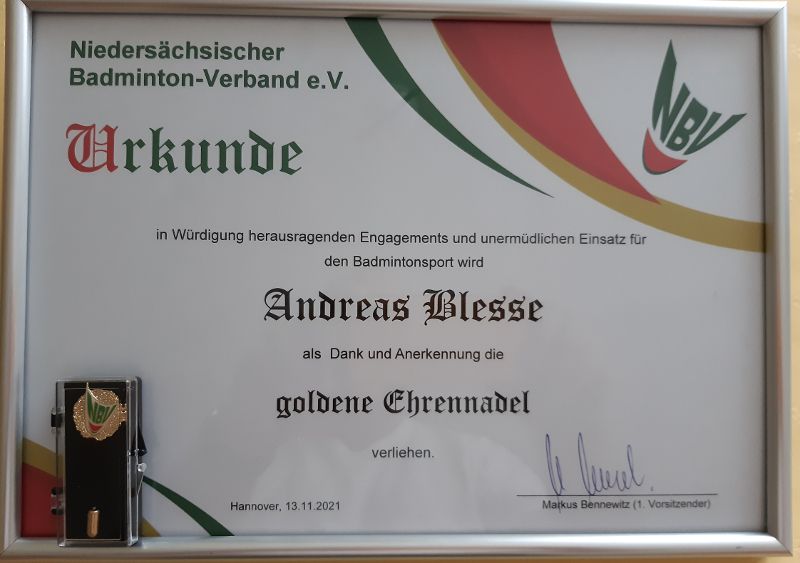 Niedersächsischer
Badminton-Verband e.V.
NBV
Urkunde
in Würdigung herausragenden Engagements und unermüdlichen Einsatz für
den Badmintonsport wird
Andreas Blesse
als Dank und Anerkennung die
goldene Ehrennadel
verliehen.
NBV
Hannover, 13.11.2021
Markus Bennewitz (1. Vorsitzender)